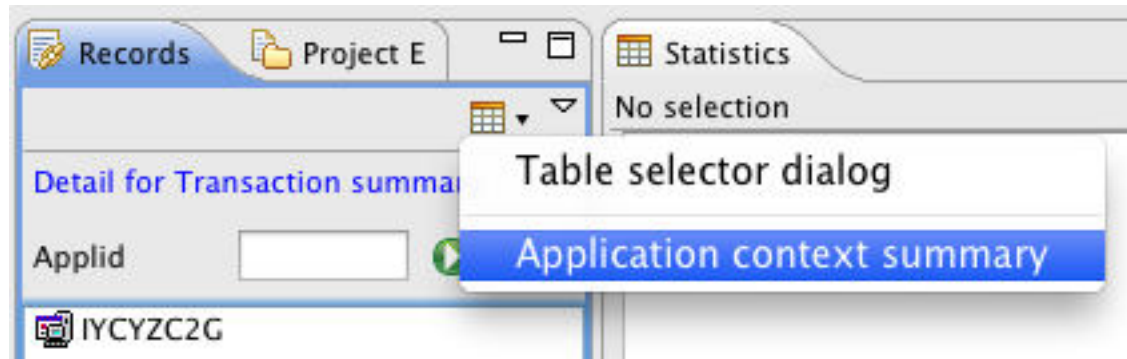 Records
Project E
Statistics
No selection
Table selector dialog
Detail for Transaction summa
Applid
Application context summary
IYCYZC2G